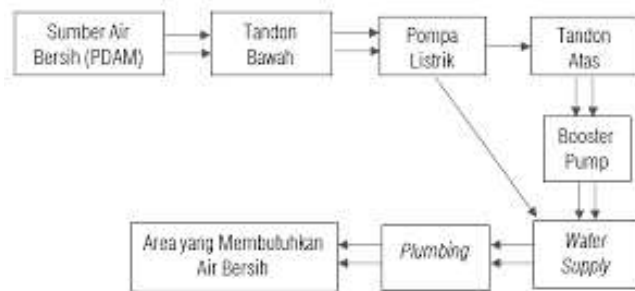 Sumber Air
Bersih (PDAM)
Tandon
Bawah
Pompa
Listrik
Tandon
Atas
Booster
Pump
Water
Supply
Plumbing
Area yang Membutuhkan
Air Bersih